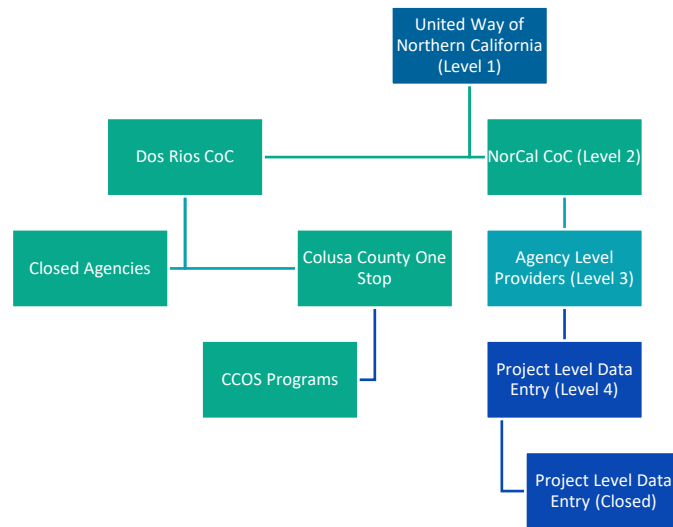 United Way of
Northern California
(Level 1)
Dos Rios CoC
NorCal CoC (Level 2)
Closed Agencies
Colusa County One
Stop
Agency Level
Providers (Level 3)
CCOS Programs
Project Level Data
Entry (Level 4)
Project Level Data
Entry (Closed)